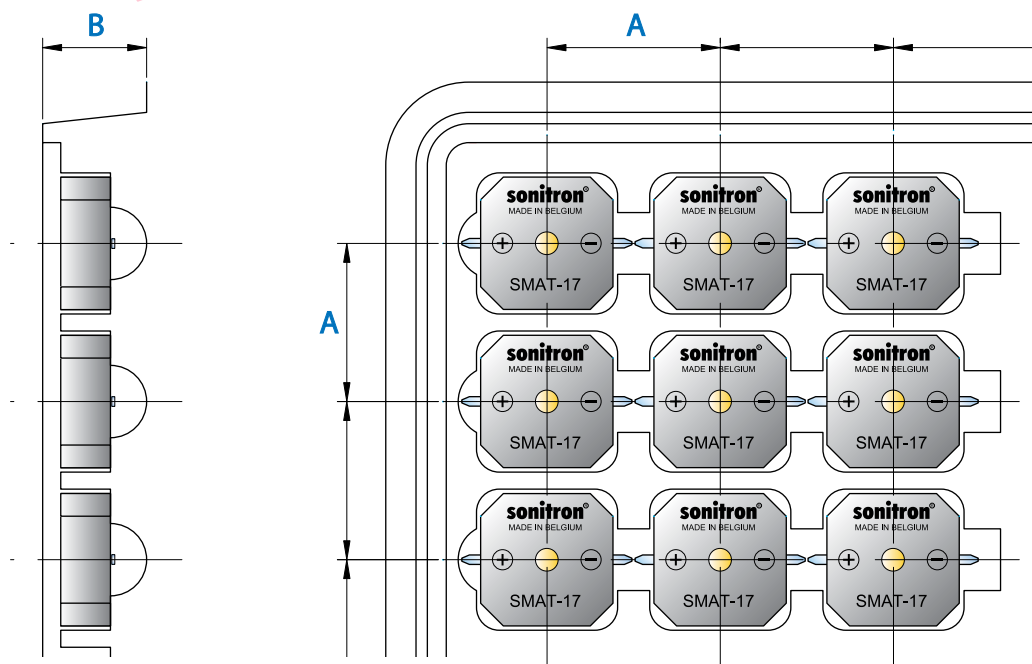 B
A
sonitron®
MADE IN BELGIUM
+ −
SMAT-17
sonitron®
MADE IN BELGIUM
+ −
SMAT-17
sonitron®
MADE IN BELGIUM
+ −
SMAT-17
A
sonitron®
MADE IN BELGIUM
+ −
SMAT-17
sonitron®
MADE IN BELGIUM
+ −
SMAT-17
sonitron®
MADE IN BELGIUM
+ −
SMAT-17
sonitron®
MADE IN BELGIUM
+ −
SMAT-17
sonitron®
MADE IN BELGIUM
+ −
SMAT-17
sonitron®
MADE IN BELGIUM
+ −
SMAT-17